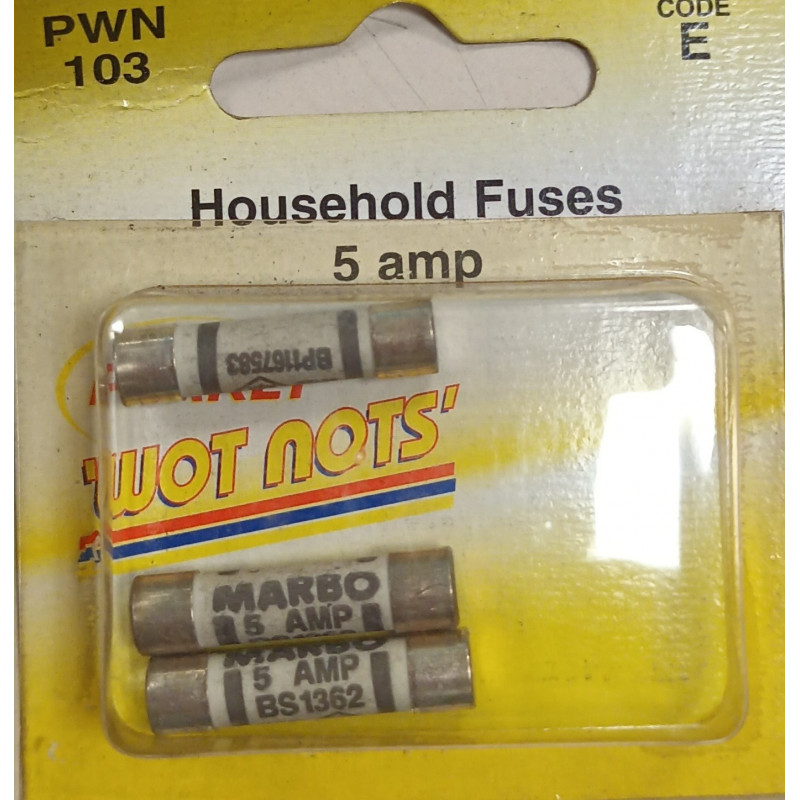 PWN
103
CODE
E
Household Fuses
5 amp
BP1167583
'WOT NOTS'
MARBO
5 AMP
MARBO
5 AMP
BS1362